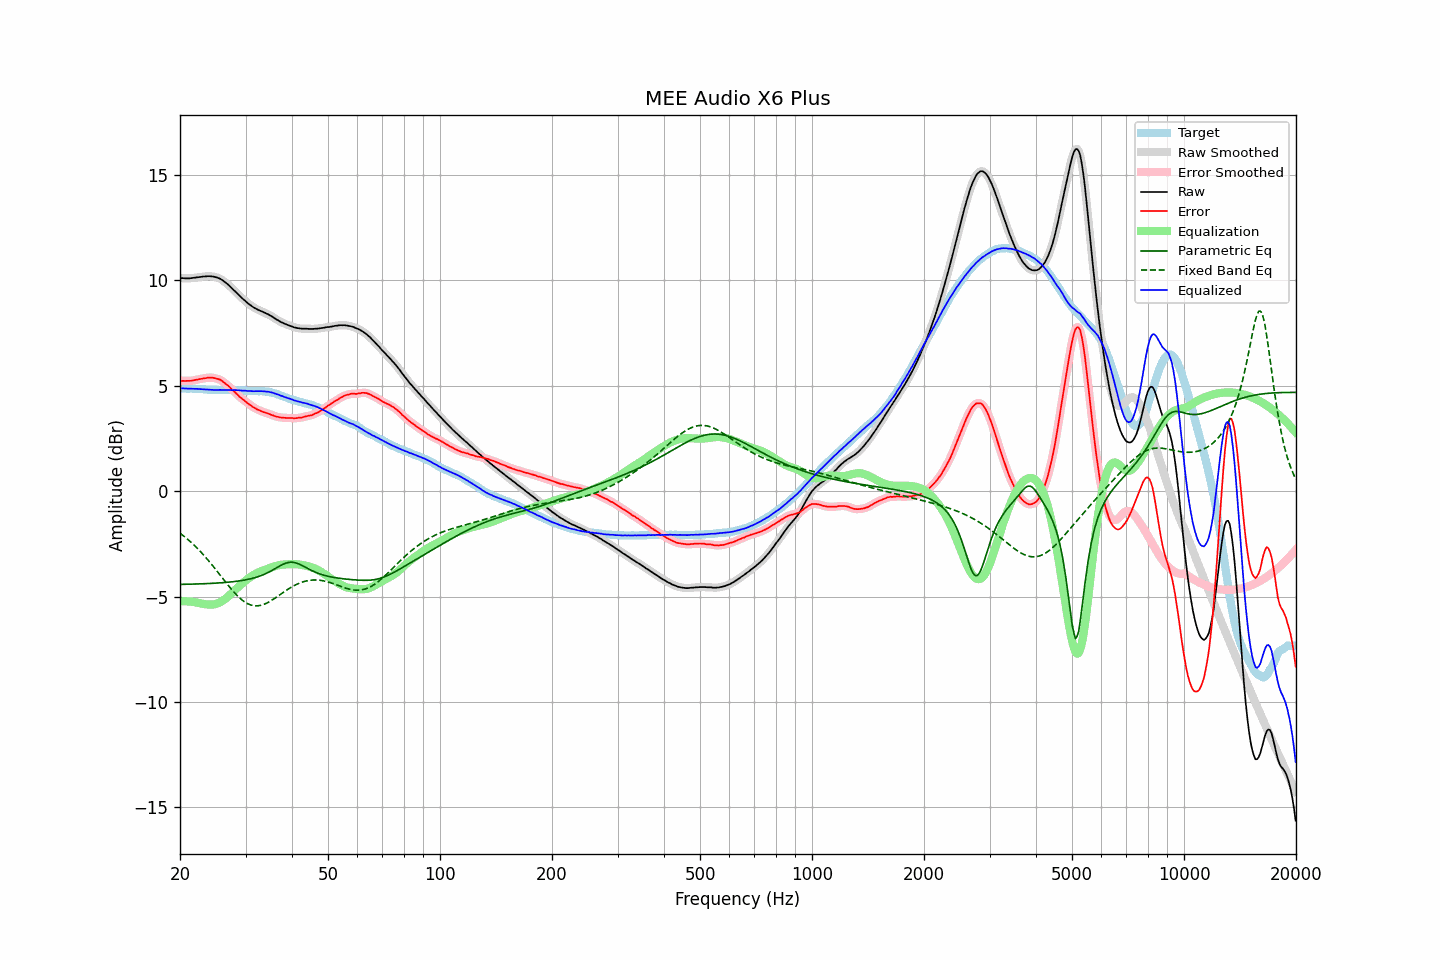 MEE Audio X6 Plus
Amplitude (dBr)
15
10
5
0
−5
−10
−15
Target
Raw Smoothed
Error Smoothed
Raw
Error
Equalization
Parametric Eq
Fixed Band Eq
Equalized
20
50
100
200
500
1000
2000
5000
10000
20000
Frequency (Hz)